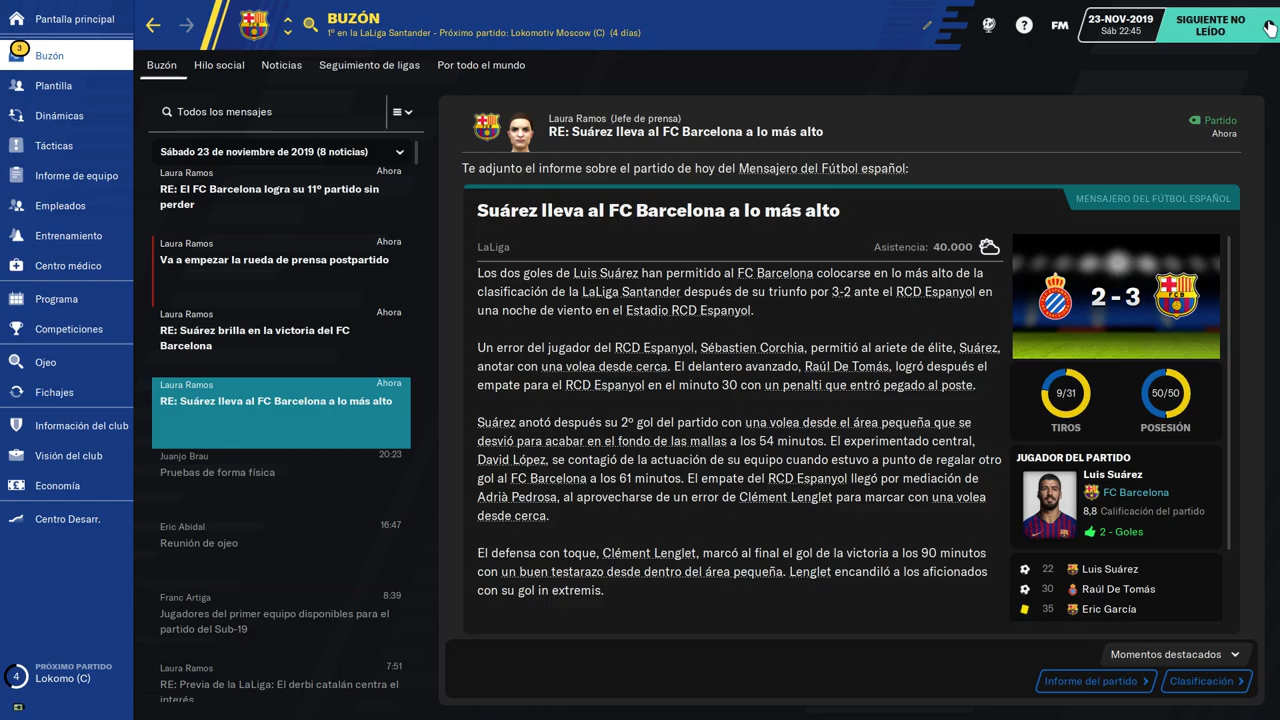 Pantalla principal
3
Buzón
Plantilla
Dinámicas
Tácticas
Informe de equipo
Empleados
Entrenamiento
Centro médico
Programa
Competiciones
Ojeo
Fichajes
Información del club
Visión del club
Economía
Centro Desarr.
4
PRÓXIMO PARTIDO
Lokomo (C)
BUZÓN
1º en la LaLiga Santander - Próximo partido: Lokomotiv Moscow (C) (4 días)
?
FM
23-NOV-2019
Sáb 22:45
SIGUIENTE NO
LEÍDO
Buzón
Hilo social
Noticias
Seguimiento de ligas
Por todo el mundo
Todos los mensajes
Sábado 23 de noviembre de 2019 (8 noticias)
Laura Ramos Ahora
RE: El FC Barcelona logra su 11º partido sin
perder
Laura Ramos Ahora
Va a empezar la rueda de prensa postpartido
Laura Ramos Ahora
RE: Suárez brilla en la victoria del FC
Barcelona
Laura Ramos Ahora
RE: Suárez lleva al FC Barcelona a lo más alto
Juanjo Brau 20:23
Pruebas de forma física
Eric Abidal 16:47
Reunión de ojeo
Franc Artiga 8:39
Jugadores del primer equipo disponibles para el
partido del Sub-19
Laura Ramos 7:51
RE: Previa de la LaLiga: El derbi catalán centra el
interés
Laura Ramos (Jefe de prensa)
RE: Suárez lleva al FC Barcelona a lo más alto
Partido
Ahora
Te adjunto el informe sobre el partido de hoy del Mensajero del Fútbol español:
MENSAJERO DEL FÚTBOL ESPAÑOL
Suárez lleva al FC Barcelona a lo más alto
LaLiga
Asistencia: 40.000
Los dos goles de Luis Suárez han permitido al FC Barcelona colocarse en lo más alto de la
clasificación de la LaLiga Santander después de su triunfo por 3-2 ante el RCD Espanyol en
una noche de viento en el Estadio RCD Espanyol.
Un error del jugador del RCD Espanyol, Sébastien Corchia, permitió al ariete de élite, Suárez,
anotar con una volea desde cerca. El delantero avanzado, Raúl De Tomás, logró después el
empate para el RCD Espanyol en el minuto 30 con un penalti que entró pegado al poste.
Suárez anotó después su 2º gol del partido con una volea desde el área pequeña que se
desvió para acabar en el fondo de las mallas a los 54 minutos. El experimentado central,
David López, se contagió de la actuación de su equipo cuando estuvo a punto de regalar otro
gol al FC Barcelona a los 61 minutos. El empate del RCD Espanyol llegó por mediación de
Adrià Pedrosa, al aprovecharse de un error de Clément Lenglet para marcar con una volea
desde cerca.
El defensa con toque, Clément Lenglet, marcó al final el gol de la victoria a los 90 minutos
con un buen testarazo desde dentro del área pequeña. Lenglet encandiló a los aficionados
con su gol in extremis.
2 - 3
9/31
TIROS
50/50
POSESIÓN
JUGADOR DEL PARTIDO
Luis Suárez
FC Barcelona
8,8 Calificación del partido
2 - Goles
22 Luis Suárez
30 Raúl De Tomás
35 Eric García
Momentos destacados
Informe del partido
Clasificación